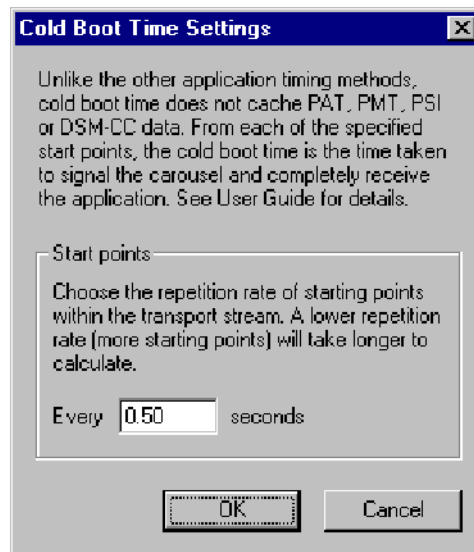 Cold Boot Time Settings
Unlike the other application timing methods,
cold boot time does not cache PAT, PMT, PSI
or DSM-CC data. From each of the specified
start points, the cold boot time is the time taken
to signal the carousel and completely receive
the application. See User Guide for details.
Start points
Choose the repetition rate of starting points
within the transport stream. A lower repetition
rate (more starting points) will take longer to
calculate.
Every 0.50 seconds
OK Cancel